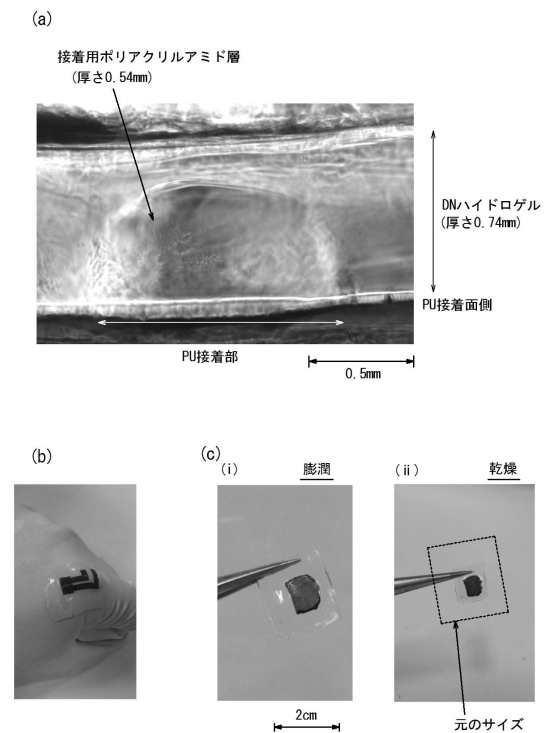 (a)
接着用ポリアクリルアミド層
(厚さ0.54mm)
DNハイドロゲル
(厚さ0.74mm)
PU接着面側
PU接着部
0.5mm
(b)
(c)
(i)
膨潤
(ii)
乾燥
2cm
元のサイズ